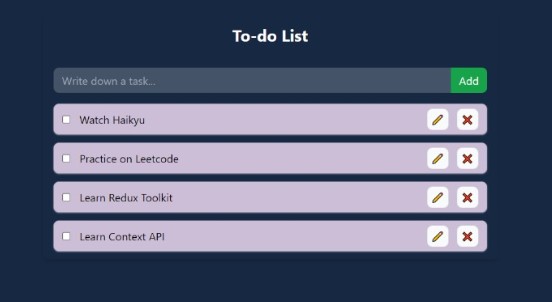 To-do List
Write down a task...
Add
Watch Haikyu
Practice on Leetcode
Learn Redux Toolkit
Learn Context API